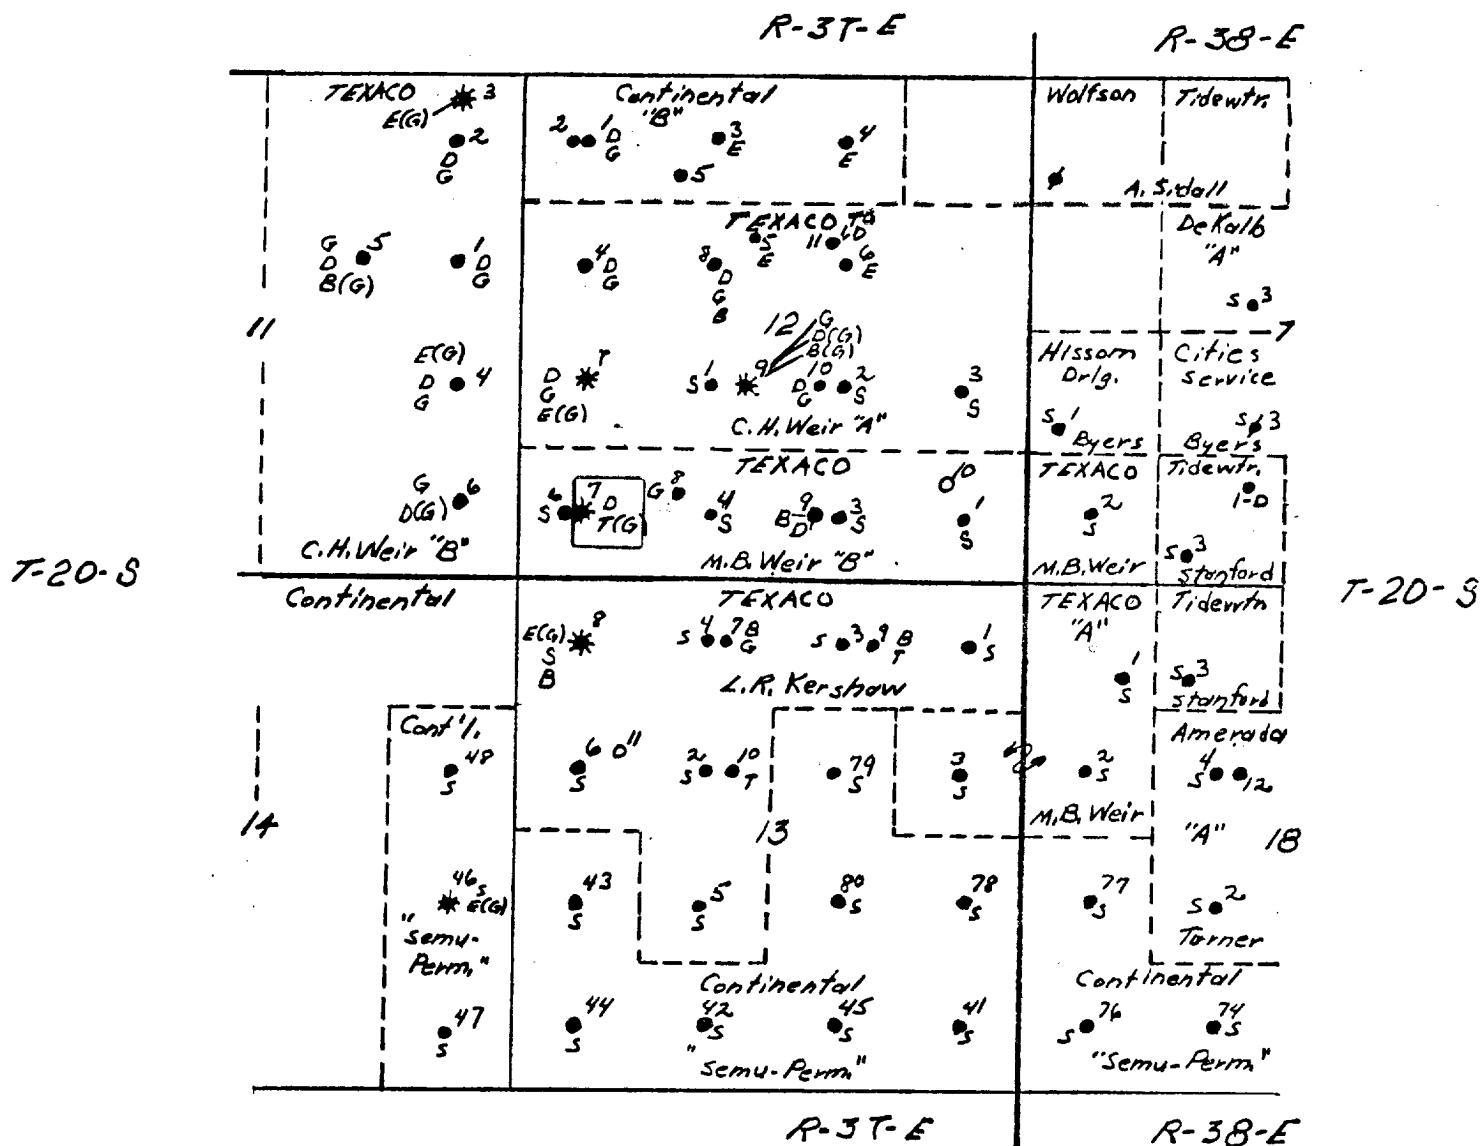 R-37-E
R-38-E
TEXACO
3
E(G)
2
D
G
Continental
"B"
2
1
D
G
3
E
4
E
5
Wolfson
Tidewtr.
A. Sidall
G
D
B(G)
5
1
D
G
TEXACO
4
D
G
8
D
G
B
5
E
11
D
6
E
DeKalb
"A"
S
3
11
12
7
E(G)
D
G
4
D
G
E(G)
7
S
1
9
G
D(G)
B(G)
10
D
G
2
S
3
S
C.H. Weir "A"
Hissom
Drlg.
S
1
Byers
Cities
Service
S
3
Byers
G
D(G)
6
C.H. Weir "B"
TEXACO
S
6
7
D
T(G)
G
8
4
S
9
B
D
3
S
10
1
S
M.B. Weir "B"
TEXACO
2
S
M.B. Weir
Tidewtr.
1-D
S
3
Stanford
T-20-S
T-20-S
Continental
TEXACO
E(G)
S
B
8
S
4
7
B
G
S
3
9
B
T
1
S
L.R. Kershaw
TEXACO
"A"
1
S
Tidewtr
S
3
Stanford
Cont'l.
48
S
6
S
11
2
S
10
T
79
S
3
S
2
S
M.B. Weir
Amerada
4
S
12
"A"
14
13
18
46
S
E(G)
"Semu-
Perm."
43
S
5
S
80
S
78
S
77
S
S
2
Turner
Continental
Continental
47
S
44
S
42
S
45
S
41
S
76
S
74
S
"Semu-Perm."
"Semu-Perm."
R-37-E
R-38-E